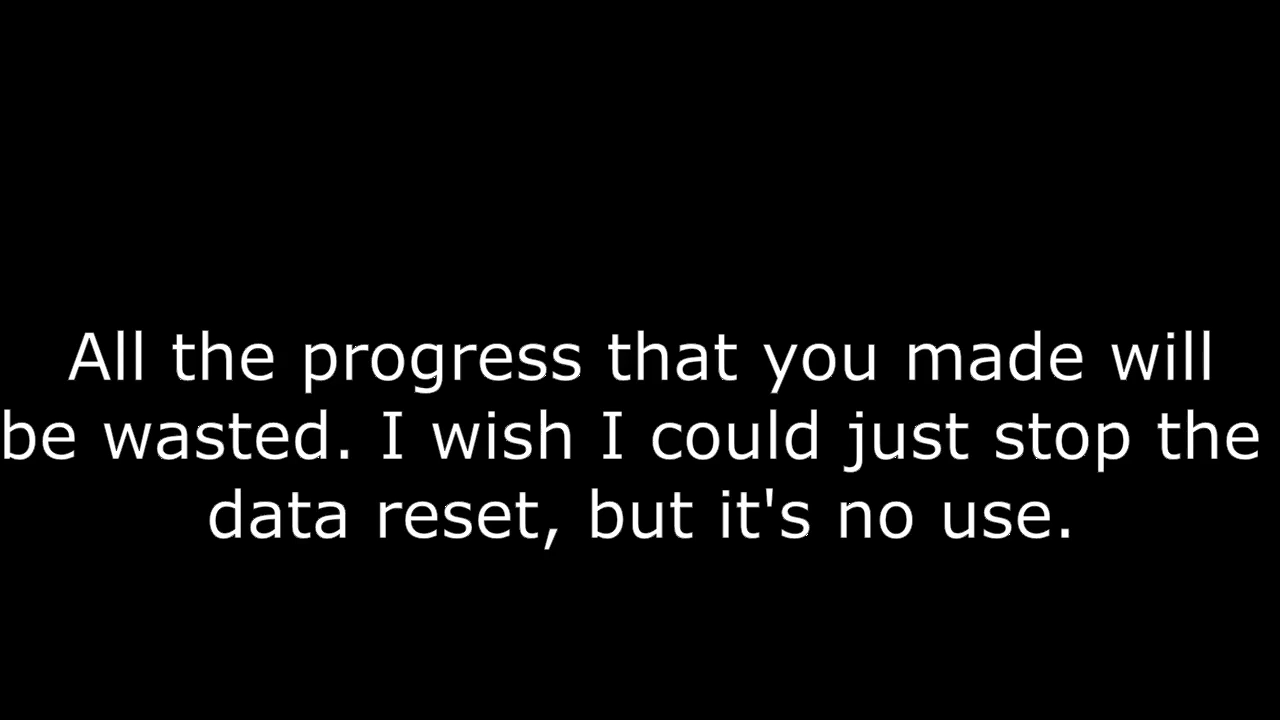 All the progress that you made will
be wasted. I wish I could just stop the
data reset, but it's no use.